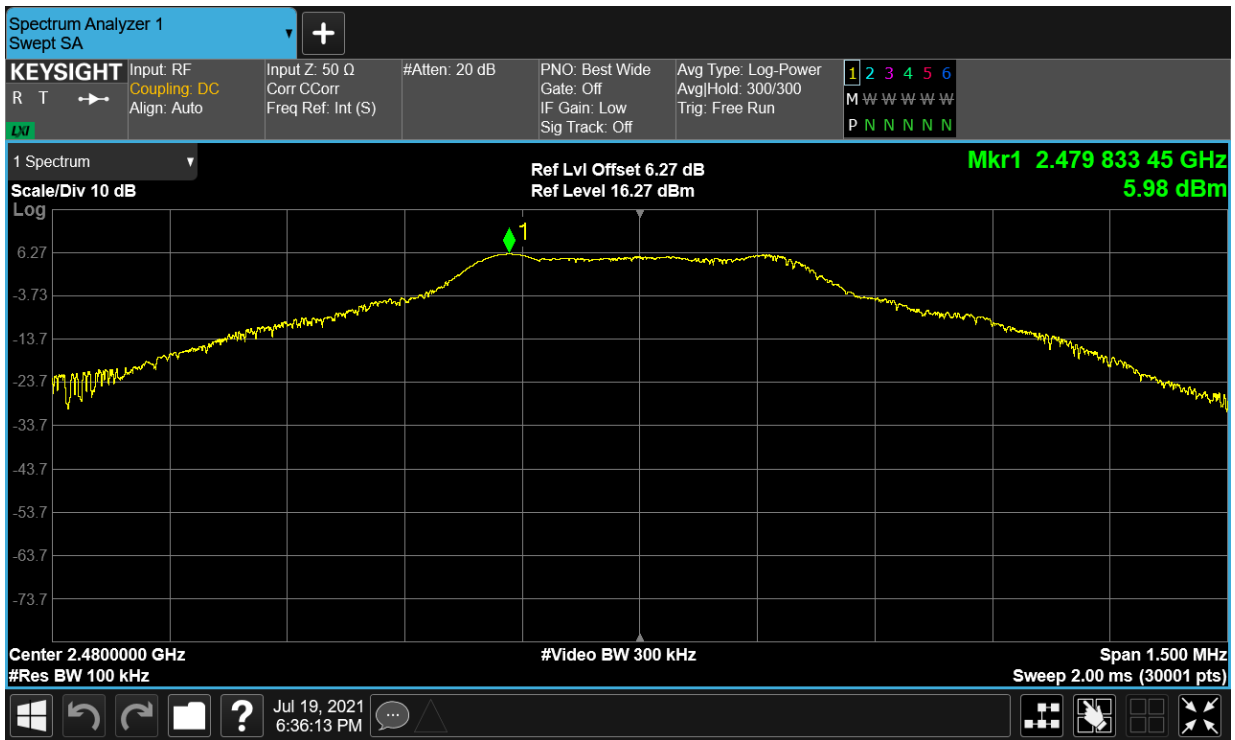 Spectrum Analyzer 1
Swept SA
+
KEYSIGHT
R T
LXI
Input: RF
Coupling: DC
Align: Auto
Input Z: 50 Ω
Corr CCorr
Freq Ref: Int (S)
#Atten: 20 dB
PNO: Best Wide
Gate: Off
IF Gain: Low
Sig Track: Off
Avg Type: Log-Power
Avg|Hold: 300/300
Trig: Free Run
1 2 3 4 5 6
M W W W W W
P N N N N N
1 Spectrum
Scale/Div 10 dB
Log
Ref Lvl Offset 6.27 dB
Ref Level 16.27 dBm
Mkr1 2.479 833 45 GHz
5.98 dBm
1
6.27
-3.73
-13.7
-23.7
-33.7
-43.7
-53.7
-63.7
-73.7
Center 2.4800000 GHz
#Res BW 100 kHz
#Video BW 300 kHz
Span 1.500 MHz
Sweep 2.00 ms (30001 pts)
?
Jul 19, 2021
6:36:13 PM